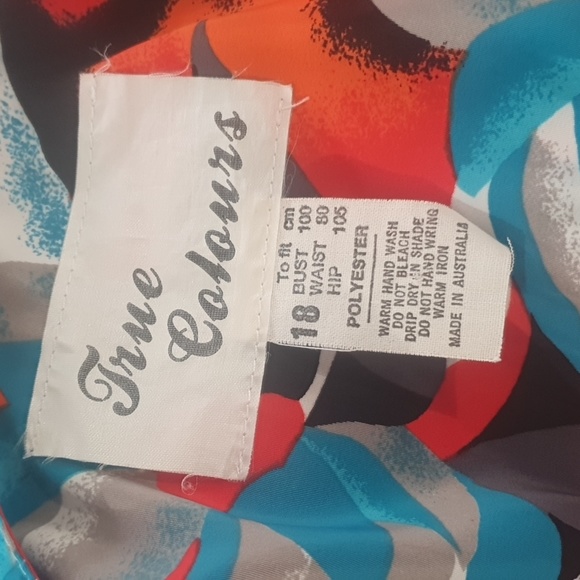 True
Colours
18
To fit cm
BUST 100
WAIST 80
HIP 105
POLYESTER
WARM HAND WASH
DO NOT BLEACH
DRIP DRY IN SHADE
DO NOT HAND WRING
WARM IRON
MADE IN AUSTRALIA